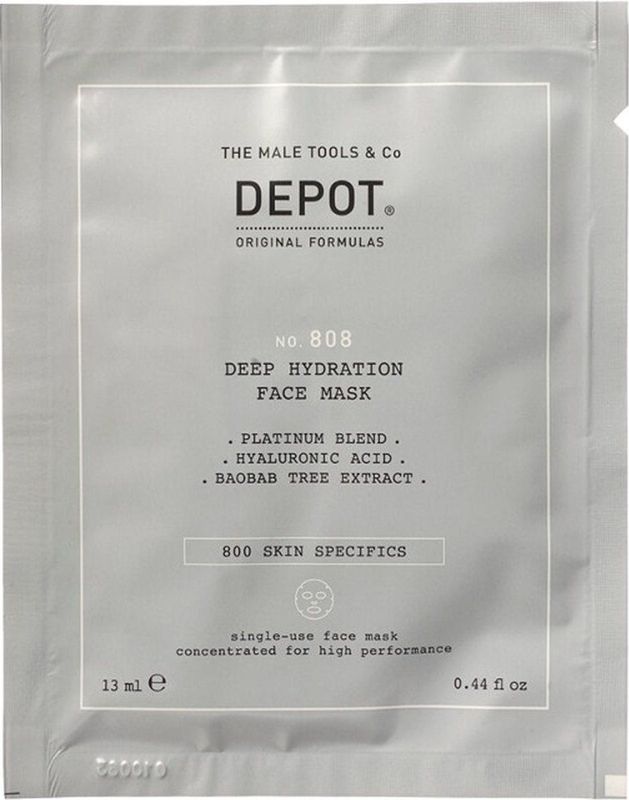 THE MALE TOOLS & Co
DEPOT®
ORIGINAL FORMULAS
NO. 808
DEEP HYDRATION
FACE MASK
. PLATINUM BLEND .
. HYALURONIC ACID .
. BAOBAB TREE EXTRACT .
800 SKIN SPECIFICS
single-use face mask
concentrated for high performance
13 ml ℮
0.44 fl oz